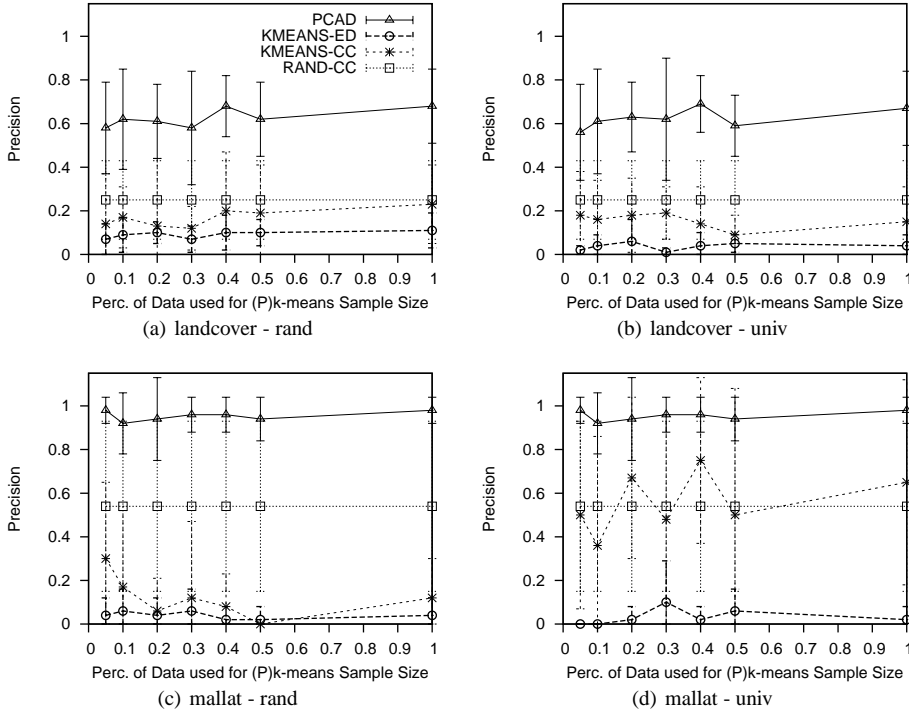 PCAD
KMEANS-ED
KMEANS-CC
RAND-CC
Precision
1
0.8
0.6
0.4
0.2
0
0 0.1 0.2 0.3 0.4 0.5 0.6 0.7 0.8 0.9 1
Perc. of Data used for (P)k-means Sample Size
(a) landcover - rand
Precision
1
0.8
0.6
0.4
0.2
0
0 0.1 0.2 0.3 0.4 0.5 0.6 0.7 0.8 0.9 1
Perc. of Data used for (P)k-means Sample Size
(b) landcover - univ
Precision
1
0.8
0.6
0.4
0.2
0
0 0.1 0.2 0.3 0.4 0.5 0.6 0.7 0.8 0.9 1
Perc. of Data used for (P)k-means Sample Size
(c) mallat - rand
Precision
1
0.8
0.6
0.4
0.2
0
0 0.1 0.2 0.3 0.4 0.5 0.6 0.7 0.8 0.9 1
Perc. of Data used for (P)k-means Sample Size
(d) mallat - univ